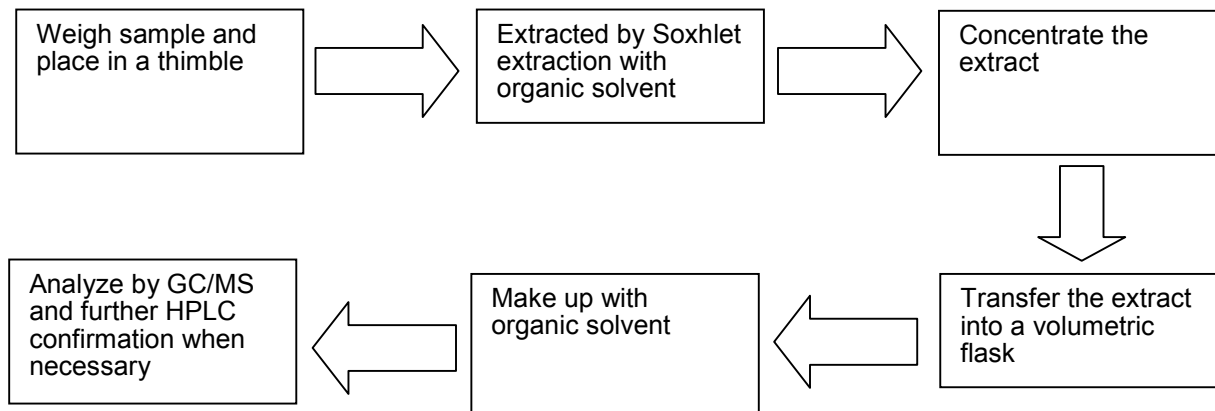 Weigh sample and
place in a thimble
Extracted by Soxhlet
extraction with
organic solvent
Concentrate the
extract
Transfer the extract
into a volumetric
flask
Make up with
organic solvent
Analyze by GC/MS
and further HPLC
confirmation when
necessary